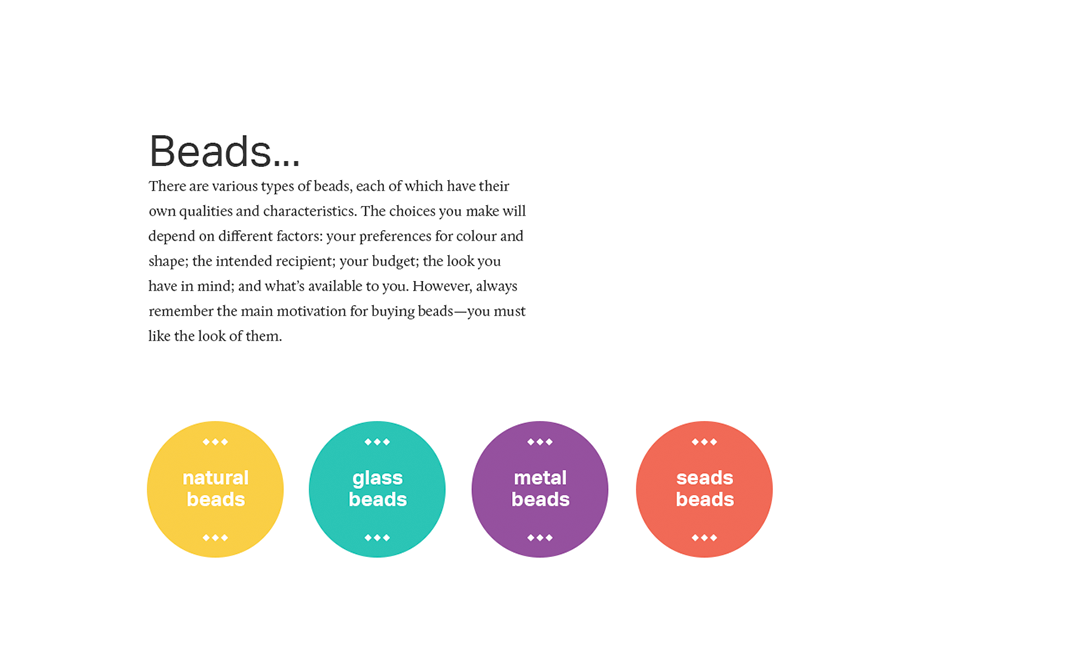 Beads...
There are various types of beads, each of which have their
own qualities and characteristics. The choices you make will
depend on different factors: your preferences for colour and
shape; the intended recipient; your budget; the look you
have in mind; and what’s available to you. However, always
remember the main motivation for buying beads—you must
like the look of them.
natural
beads
glass
beads
metal
beads
seads
beads